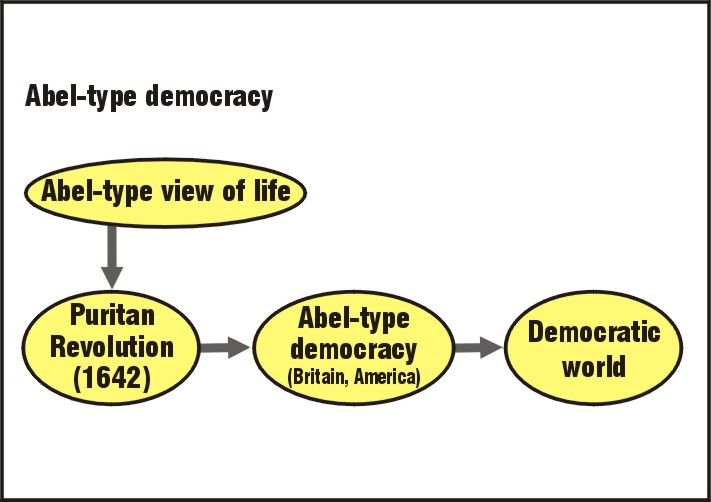 Abel-type democracy
Abel-type view of life
Puritan
Revolution
(1642)
Abel-type
democracy
(Britain, America)
Democratic
world